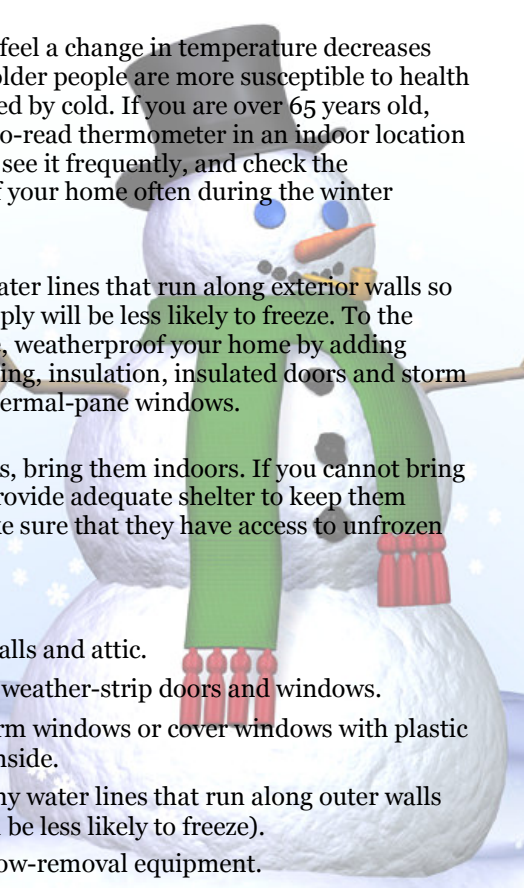 feel a change in temperature decreases
older people are more susceptible to health
ed by cold. If you are over 65 years old,
o-read thermometer in an indoor location
see it frequently, and check the
f your home often during the winter
ater lines that run along exterior walls so
ply will be less likely to freeze. To the
, weatherproof your home by adding
ing, insulation, insulated doors and storm
ermal-pane windows.
s, bring them indoors. If you cannot bring
rovide adequate shelter to keep them
ke sure that they have access to unfrozen
alls and attic.
weather-strip doors and windows.
rm windows or cover windows with plastic
nside.
ny water lines that run along outer walls
be less likely to freeze).
ow-removal equipment.